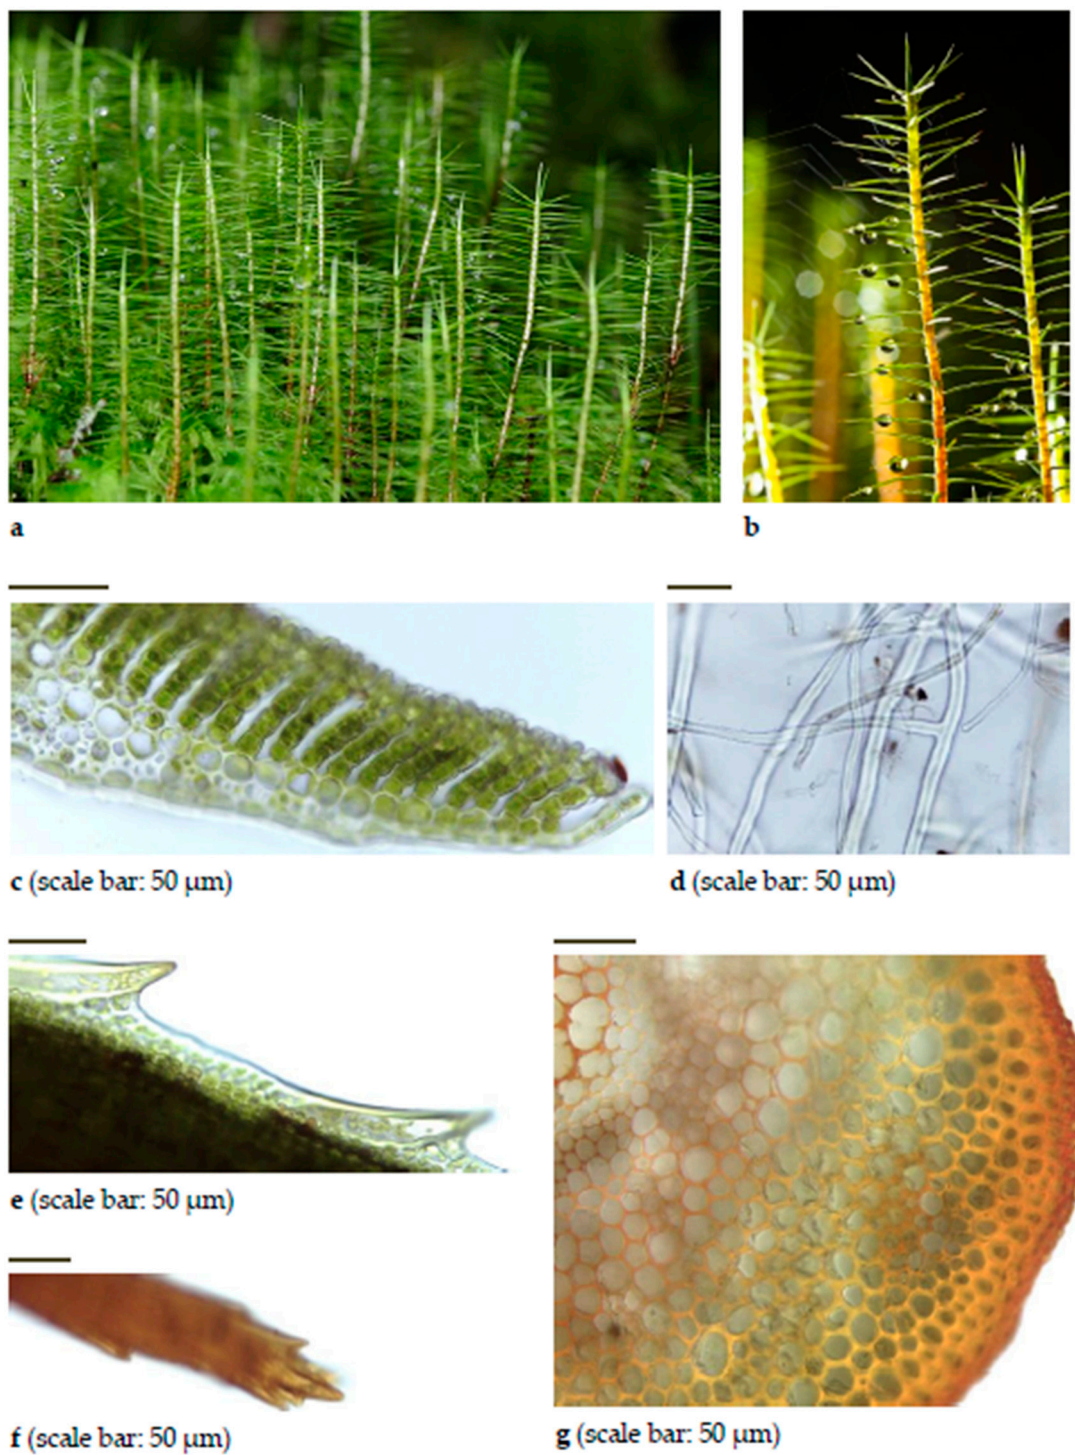 a
b
c (scale bar: 50 µm)
d (scale bar: 50 µm)
e (scale bar: 50 µm)
f (scale bar: 50 µm)
g (scale bar: 50 µm)